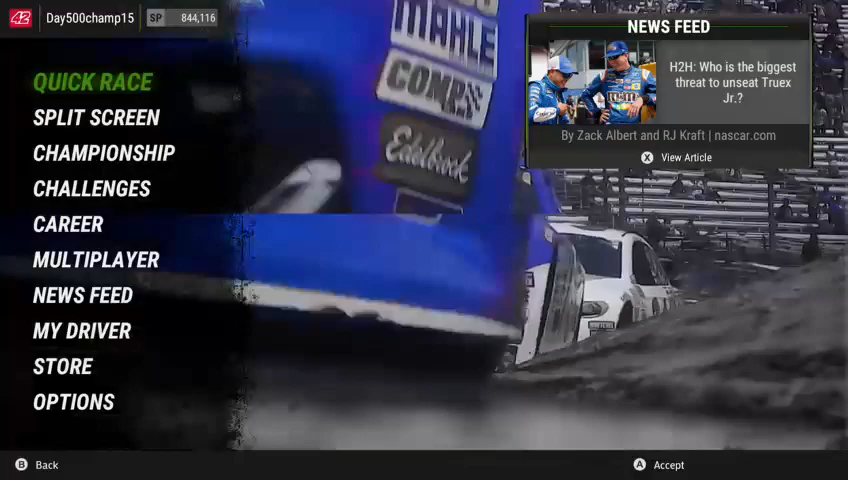 42 Day500champ15 SP 844,116
QUICK RACE
SPLIT SCREEN
CHAMPIONSHIP
CHALLENGES
CAREER
MULTIPLAYER
NEWS FEED
MY DRIVER
STORE
OPTIONS
MAHLE
COMP
Edelbrock
NEWS FEED
H2H: Who is the biggest
threat to unseat Truex
Jr.?
By Zack Albert and RJ Kraft | nascar.com
X View Article
B Back
A Accept